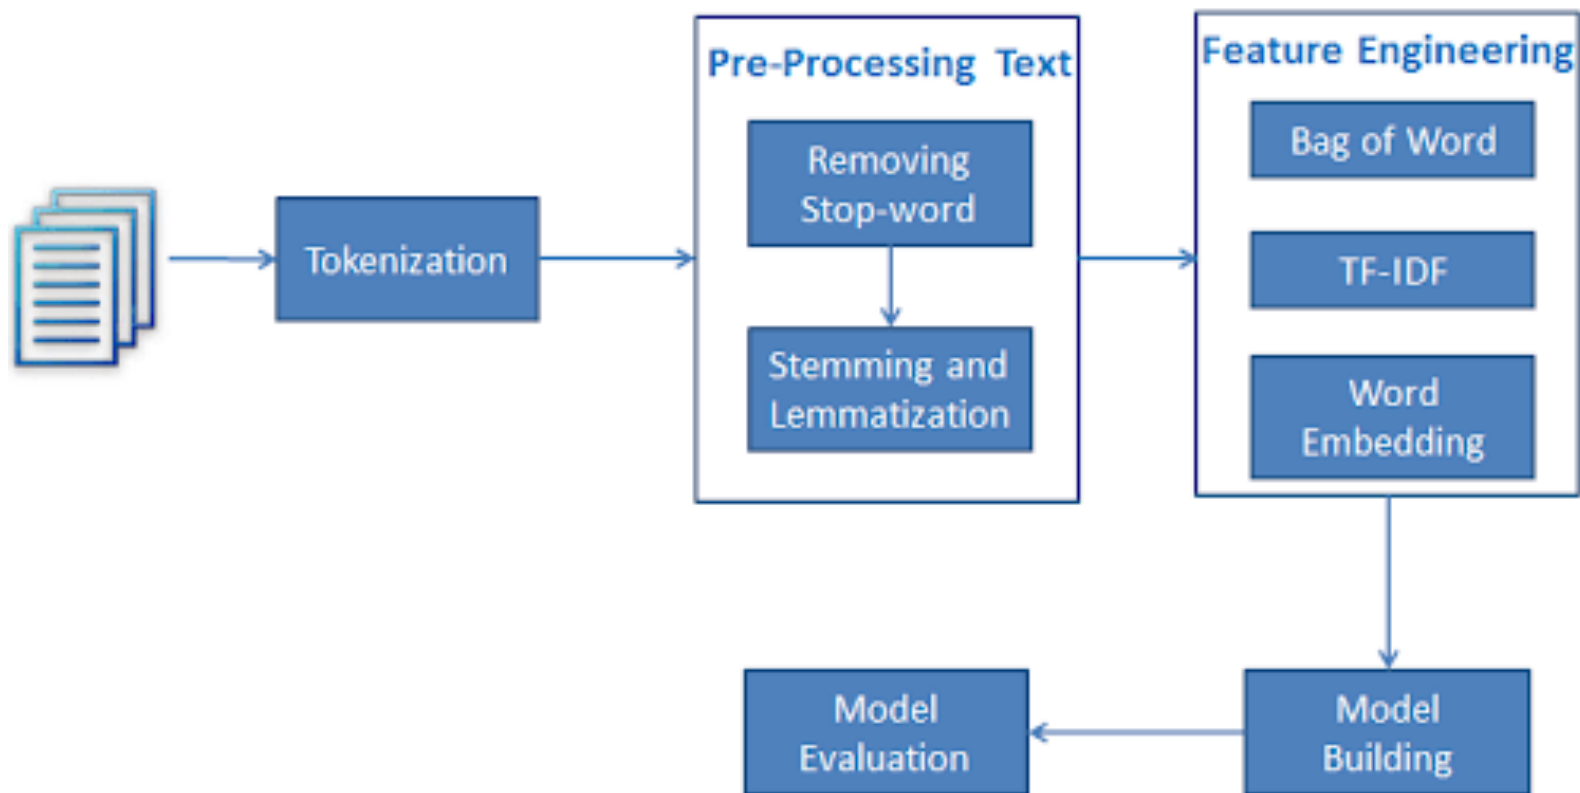 Tokenization
Pre-Processing Text
Removing
Stop-word
Stemming and
Lemmatization
Feature Engineering
Bag of Word
TF-IDF
Word
Embedding
Model
Building
Model
Evaluation